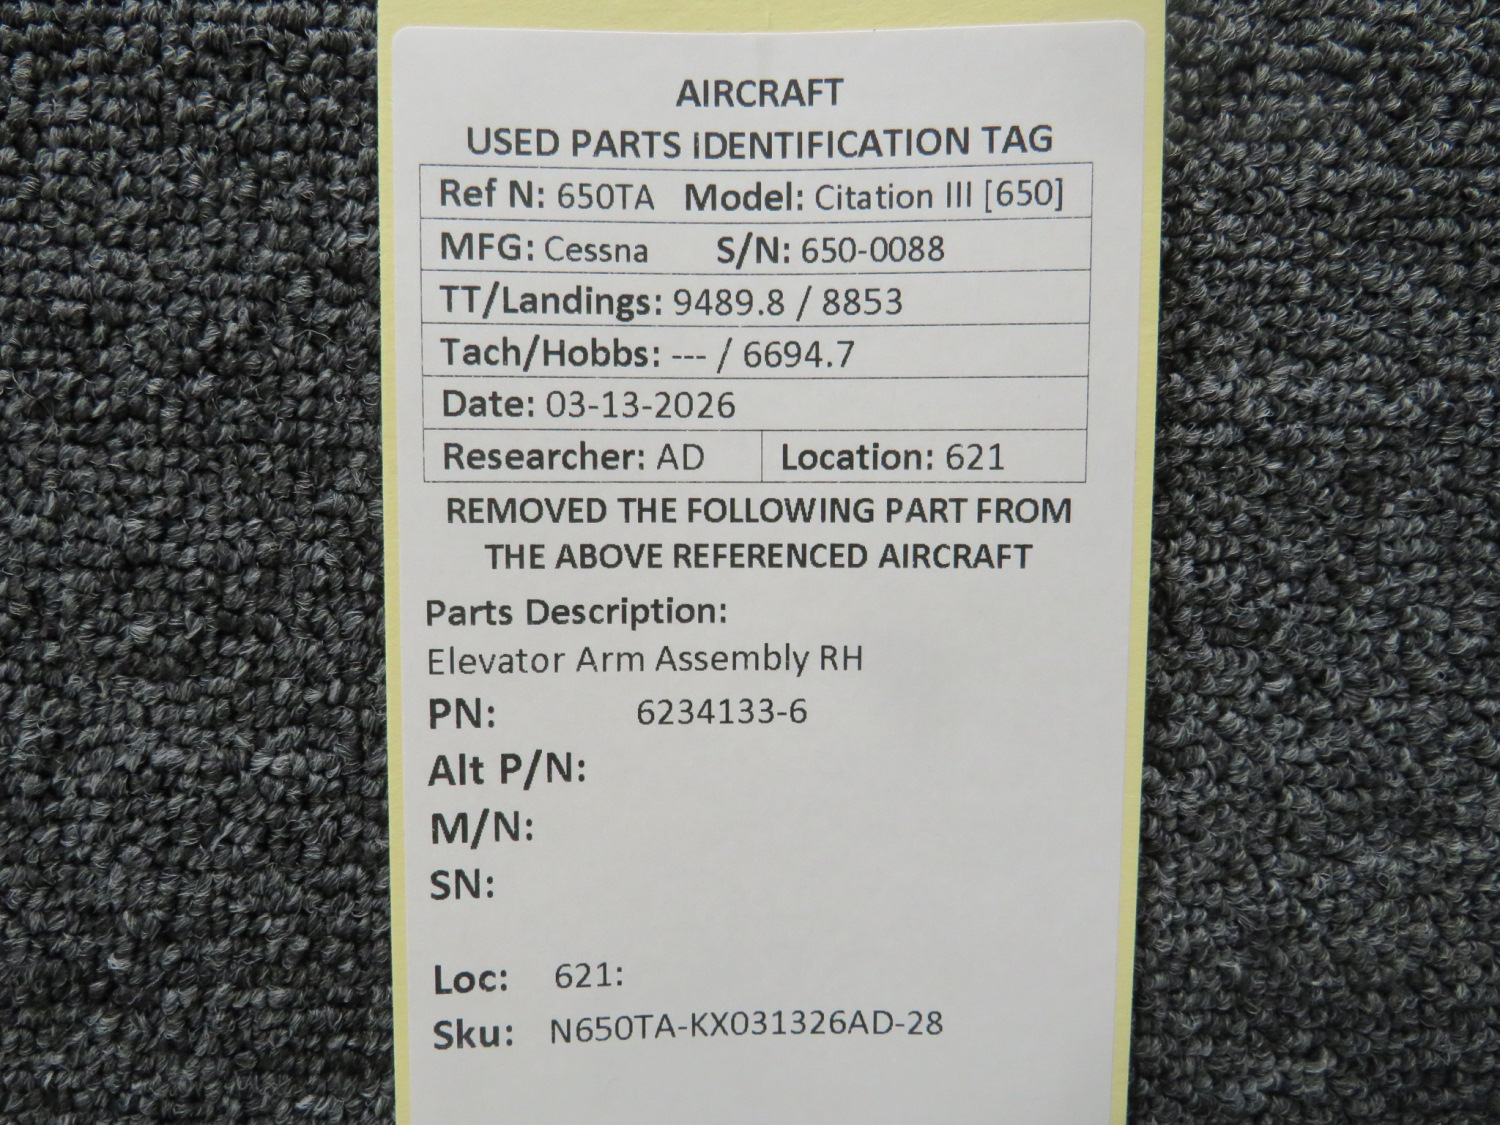 AIRCRAFT
USED PARTS IDENTIFICATION TAG
Ref N: 650TA Model: Citation III [650]
MFG: Cessna S/N: 650-0088
TT/Landings: 9489.8 / 8853
Tach/Hobbs: --- / 6694.7
Date: 03-13-2026
Researcher: AD Location: 621
REMOVED THE FOLLOWING PART FROM
THE ABOVE REFERENCED AIRCRAFT
Parts Description:
Elevator Arm Assembly RH
PN: 6234133-6
Alt P/N:
M/N:
SN:
Loc: 621:
Sku: N650TA-KX031326AD-28